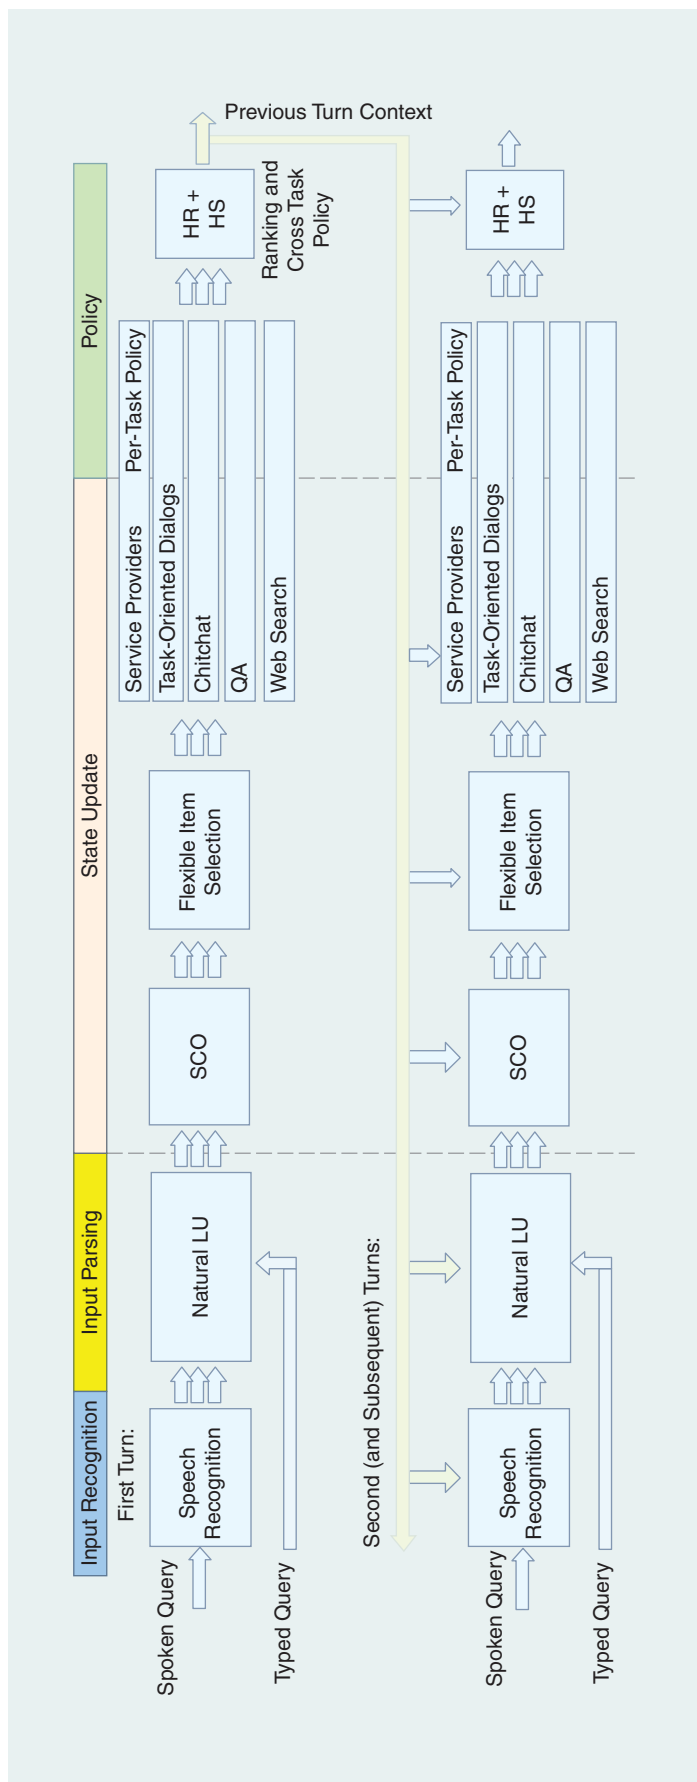 Input Recognition
Input Parsing
State Update
Policy
First Turn:
Spoken Query
Typed Query
Speech
Recognition
Natural LU
SCO
Flexible Item
Selection
Service Providers
Per-Task Policy
Task-Oriented Dialogs
Chitchat
QA
Web Search
HR +
HS
Ranking and
Cross Task
Policy
Previous Turn Context
Second (and Subsequent) Turns:
Spoken Query
Typed Query
Speech
Recognition
Natural LU
SCO
Flexible Item
Selection
Service Providers
Per-Task Policy
Task-Oriented Dialogs
Chitchat
QA
Web Search
HR +
HS